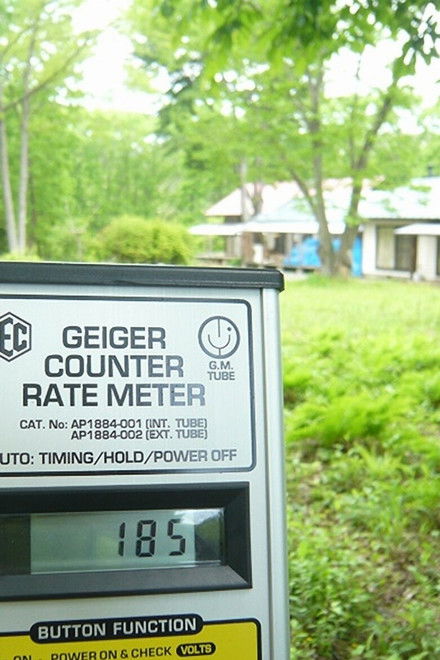 EC
GEIGER
COUNTER
RATE METER
G.M.
TUBE
CAT. No: AP1884-001 (INT. TUBE)
AP1884-002 (EXT. TUBE)
UTO: TIMING/HOLD/POWER OFF
185
BUTTON FUNCTION
ON POWER ON & CHECK VOLTS